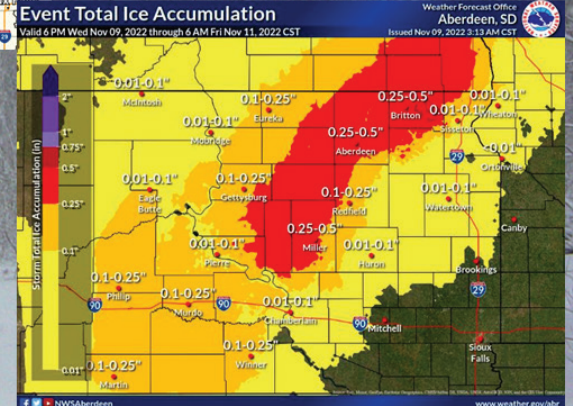 Event Total Ice Accumulation
Valid 6 PM Wed Nov 09, 2022 through 6 AM Fri Nov 11, 2022 CST
Weather Forecast Office
Aberdeen, SD
Issued Nov 09, 2022 3:13 AM CST
Storm Total Ice Accumulation (in)
2"
1"
0.75"
0.5"
0.25"
0.1"
0.01"
0.01-0.1"
McIntosh
0.1-0.25"
Eureka
0.25-0.5"
Britton
0.01-0.1"
Sisseton
0.01-0.1"
Wheaton
0.01-0.1"
Mobridge
0.25-0.5"
Aberdeen
29
<0.01"
Ortonville
0.01-0.1"
Eagle
Butte
0.1-0.25"
Gettysburg
0.1-0.25"
Redfield
0.01-0.1"
Watertown
Canby
0.25-0.5"
Miller
0.01-0.1"
Pierre
0.01-0.1"
Huron
Brookings
29
0.1-0.25"
Philip
90
0.1-0.25"
Murdo
90
0.01-0.1"
Chamberlain
90
Mitchell
Sioux
Falls
0.1-0.25"
Winner
0.1-0.25"
Martin
NWSAberdeen
www.weather.gov/abr
29